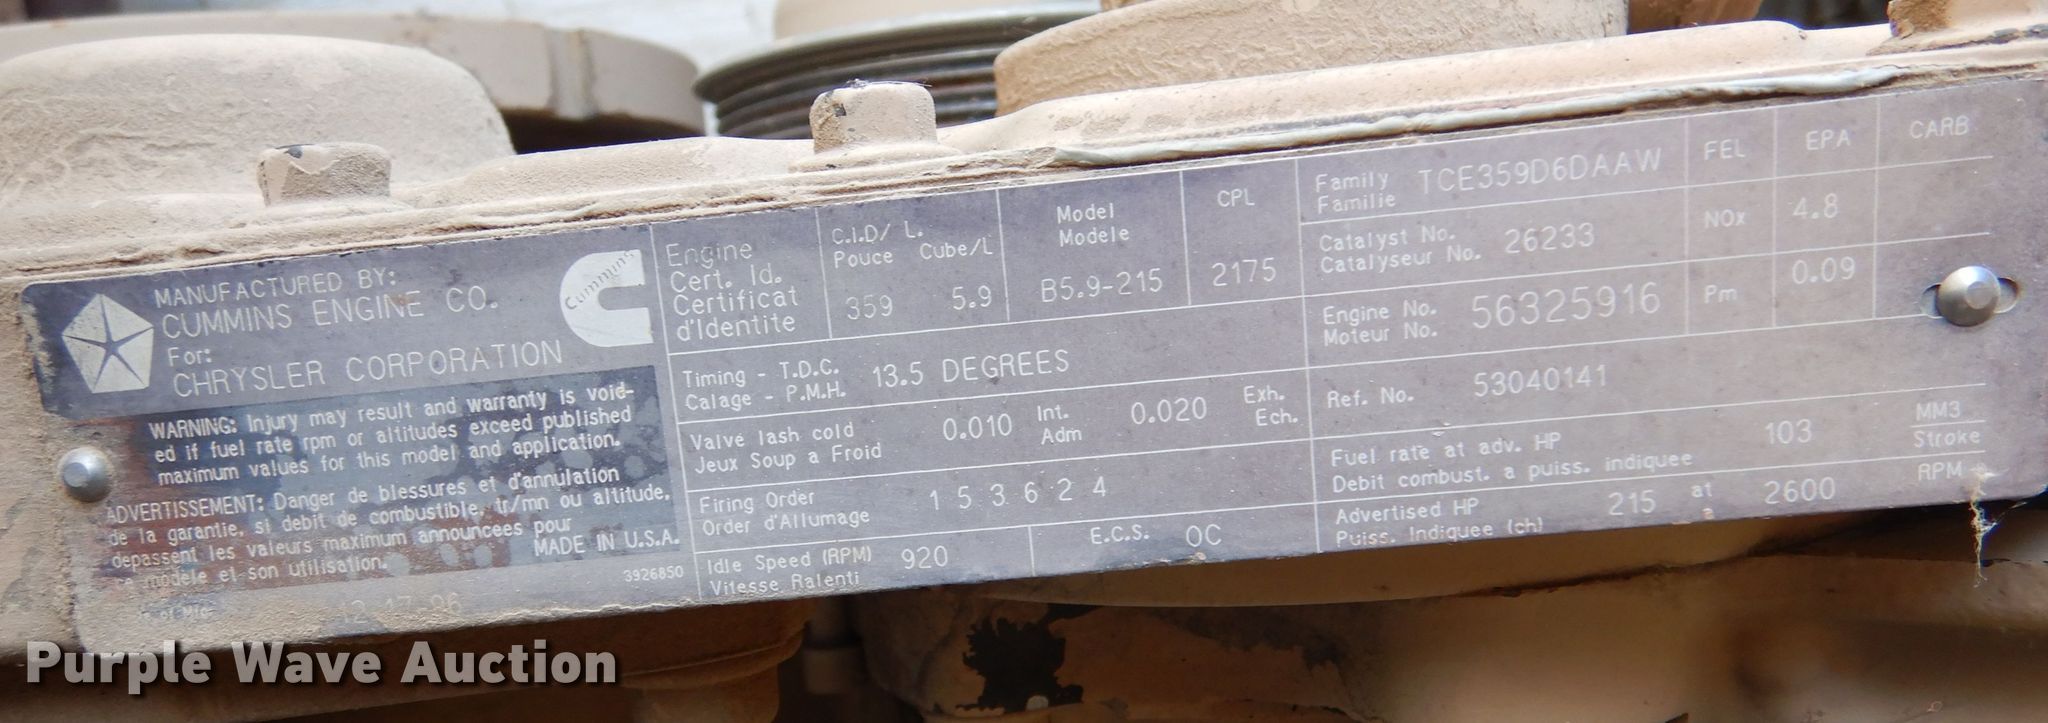 MANUFACTURED BY:
CUMMINS ENGINE CO.
For:
CHRYSLER CORPORATION
Cummins
WARNING: Injury may result and warranty is void-
ed if fuel rate rpm or altitudes exceed published
maximum values for this model and application.
ADVERTISSEMENT: Danger de blessures et d'annulation
de la garantie, si debit de combustible, tr/mn ou altitude,
depassent les valeurs maximum announcees pour
ce modele et son utilisation.
MADE IN U.S.A.
3926850
12-17-96
Engine
Cert. Id.
Certificat
d'Identite
C.I.D/ L.
Pouce Cube/L
359 5.9
Model
Modele
B5.9-215
CPL
2175
Timing - T.D.C.
Calage - P.M.H.
13.5 DEGREES
Valve lash cold
Jeux Soup a Froid
0.010 Int.
Adm
0.020 Exh.
Ech.
Firing Order
Order d'Allumage
1 5 3 6 2 4
Idle Speed (RPM)
Vitesse Ralenti
920
E.C.S. OC
Family
Familie
TCE359D6DAAW
Catalyst No.
Catalyseur No.
26233
Engine No.
Moteur No.
56325916
FEL EPA CARB
NOx 4.8
Pm 0.09
Ref. No. 53040141
Fuel rate at adv. HP
Debit combust. a puiss. indiquee
103
MM3
Stroke
Advertised HP
Puiss. Indiquee (ch)
215 at
a
2600 RPM
Purple Wave Auction